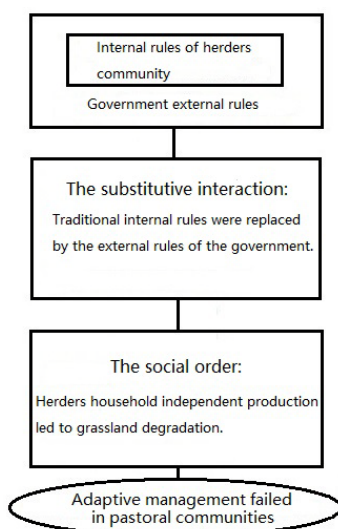 Internal rules of herders
community
Government external rules
The substitutive interaction:
Traditional internal rules were replaced
by the external rules of the government.
The social order:
Herders household independent production
led to grassland degradation.
Adaptive management failed
in pastoral communities